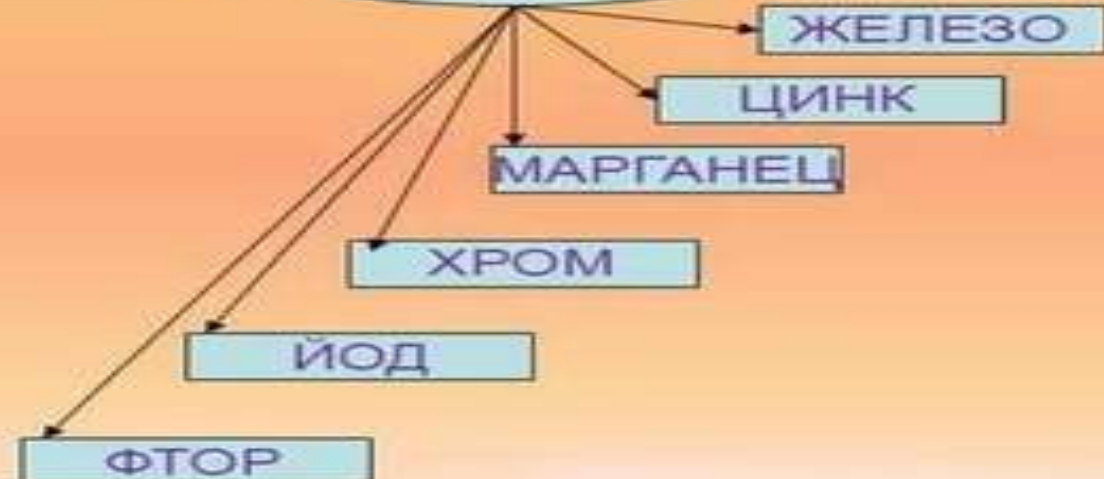 ЖЕЛЕЗО
ЦИНК
МАРГАНЕЦ
ХРОМ
ЙОД
ФТОР